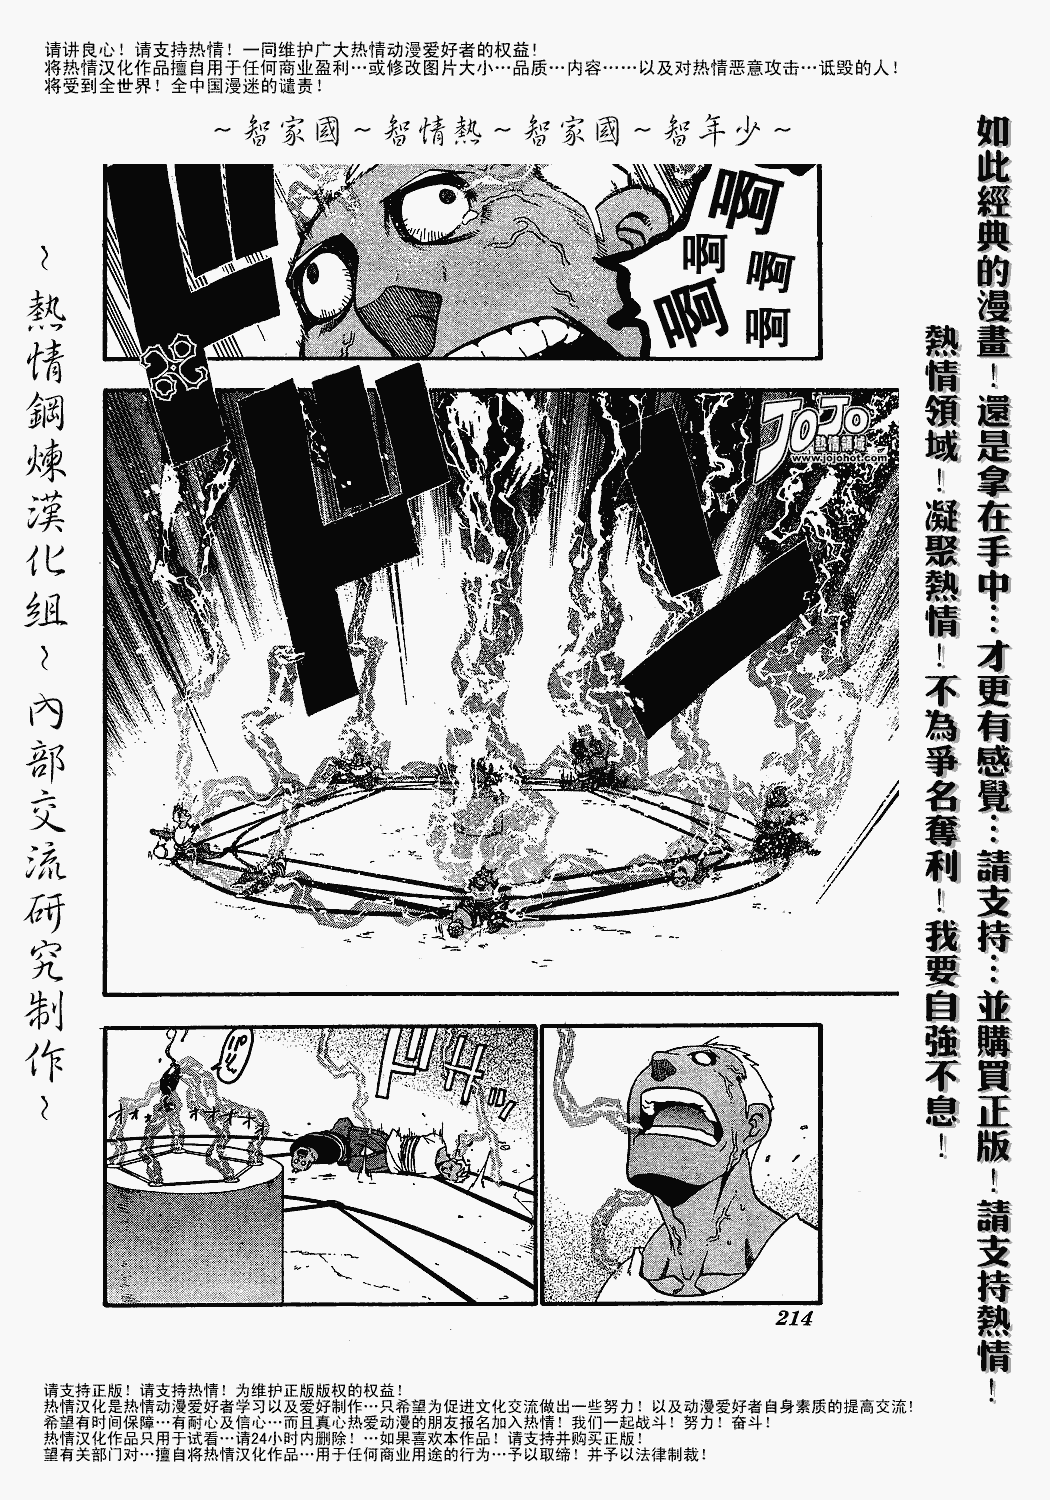 请讲良心！请支持热情！一同维护广大热情动漫爱好者的权益！
将热情汉化作品擅自用于任何商业盈利…或修改图片大小…品质…内容……以及对热情恶意攻击…诋毁的人！
将受到全世界！全中国漫迷的谴责！
～智家國～智情熱～智家國～智年少～
如此經典的漫畫！還是拿在手中…才更有感覺…請支持…並購買正版！請支持熱情！
熱情領域！凝聚熱情！不為爭名奪利！我要自強不息！
～熱情鋼煉漢化組～內部交流研究制作～
啊
啊
啊
啊
啊
ドドン
JOJO
熱情領域
www.jojohot.com
オオォオオオオ
214
请支持正版！请支持热情！为维护正版版权的权益！
热情汉化是热情动漫爱好者学习以及爱好制作…只希望为促进文化交流做出一些努力！以及动漫爱好者自身素质的提高交流！
希望有时间保障…有耐心及信心…而且真心热爱动漫的朋友报名加入热情！我们一起战斗！努力！奋斗！
热情汉化作品只用于试看…请24小时内删除！…如果喜欢本作品！请支持并购买正版！
望有关部门对…擅自将热情汉化作品…用于任何商业用途的行为…予以取缔！并予以法律制裁！